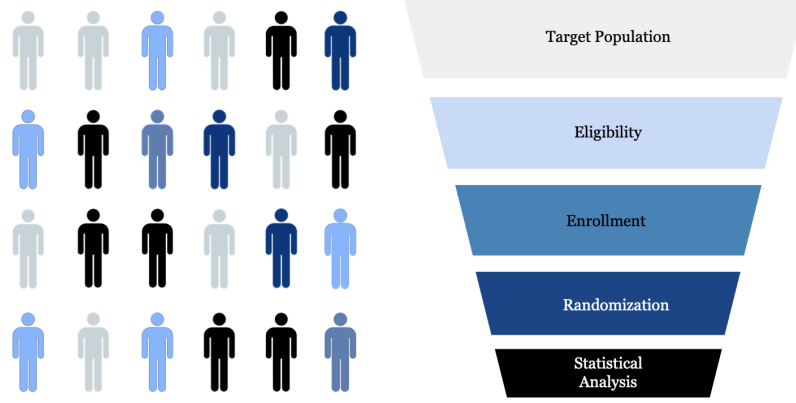 Target Population
Eligibility
Enrollment
Randomization
Statistical
Analysis